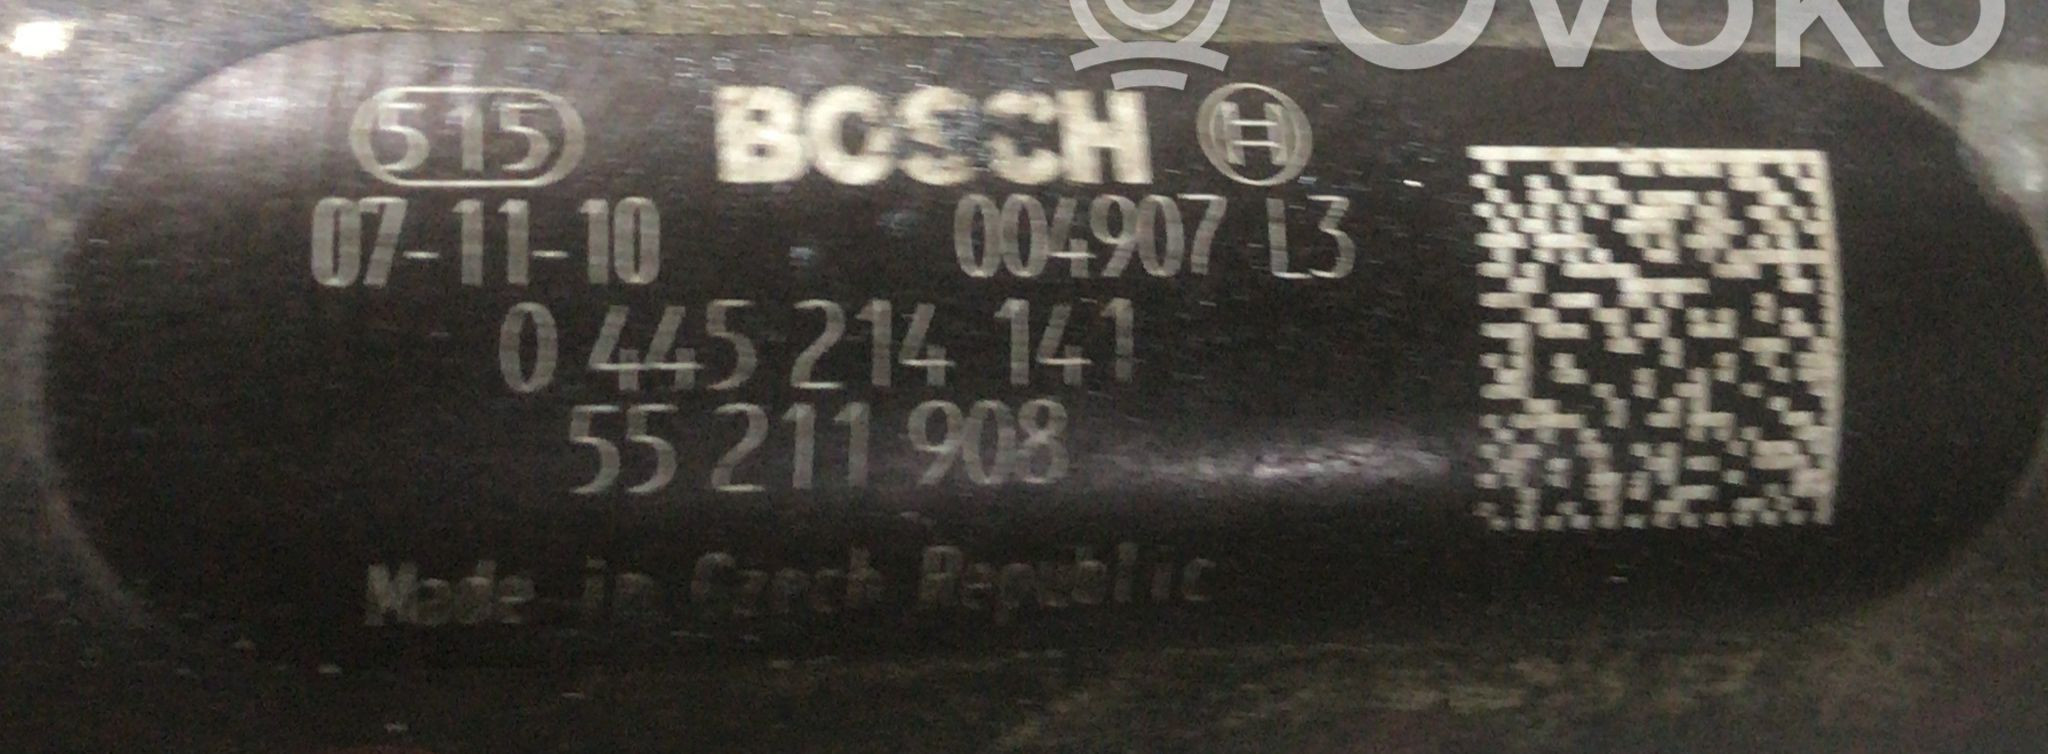 Ovoko
515 BOSCH H
07-11-10 004907 L3
0 445 214 141
55 211 908
Made in Czech Republic